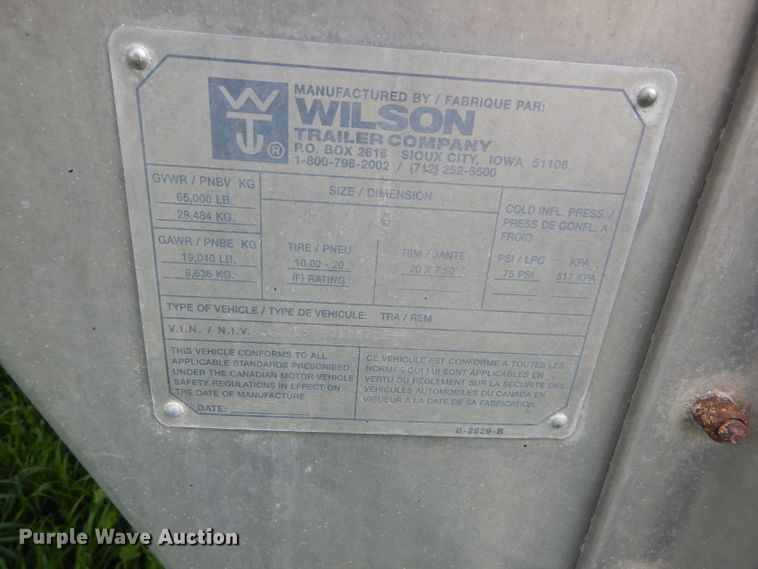 MANUFACTURED BY / FABRIQUE PAR:
WT ®
WILSON
TRAILER COMPANY
P.O. BOX 2616 SIOUX CITY, IOWA 51106
1-800-798-2002 / (712) 252-6500
GVWR / PNBV KG
65,000 LB.
29,484 KG.
GAWR / PNBE KG
19,040 LB.
8,636 KG.
SIZE / DIMENSION
TIRE / PNEU
10.00 - 20
(F) RATING
RIM / JANTE
20 X 7.50
COLD INFL. PRESS. /
PRESS DE GONFL. A
FROID
PSI / LPC KPA
75 PSI 517 KPA
TYPE OF VEHICLE / TYPE DE VEHICULE: TRA / REM
V.I.N. / N.I.V.
THIS VEHICLE CONFORMS TO ALL
APPLICABLE STANDARDS PRESCRIBED
UNDER THE CANADIAN MOTOR VEHICLE
SAFETY REGULATIONS IN EFFECT ON
THE DATE OF MANUFACTURE
DATE:
CE VEHICULE EST CONFORME A TOUTES LES
NORMES QUI LUI SONT APPLICABLES EN
VERTU DU REGLEMENT SUR LA SECURITE DES
VEHICULES AUTOMOBILES DU CANADA EN
VIGUEUR A LA DATE DE SA FABRICATION.
B-2629-B
Purple Wave Auction